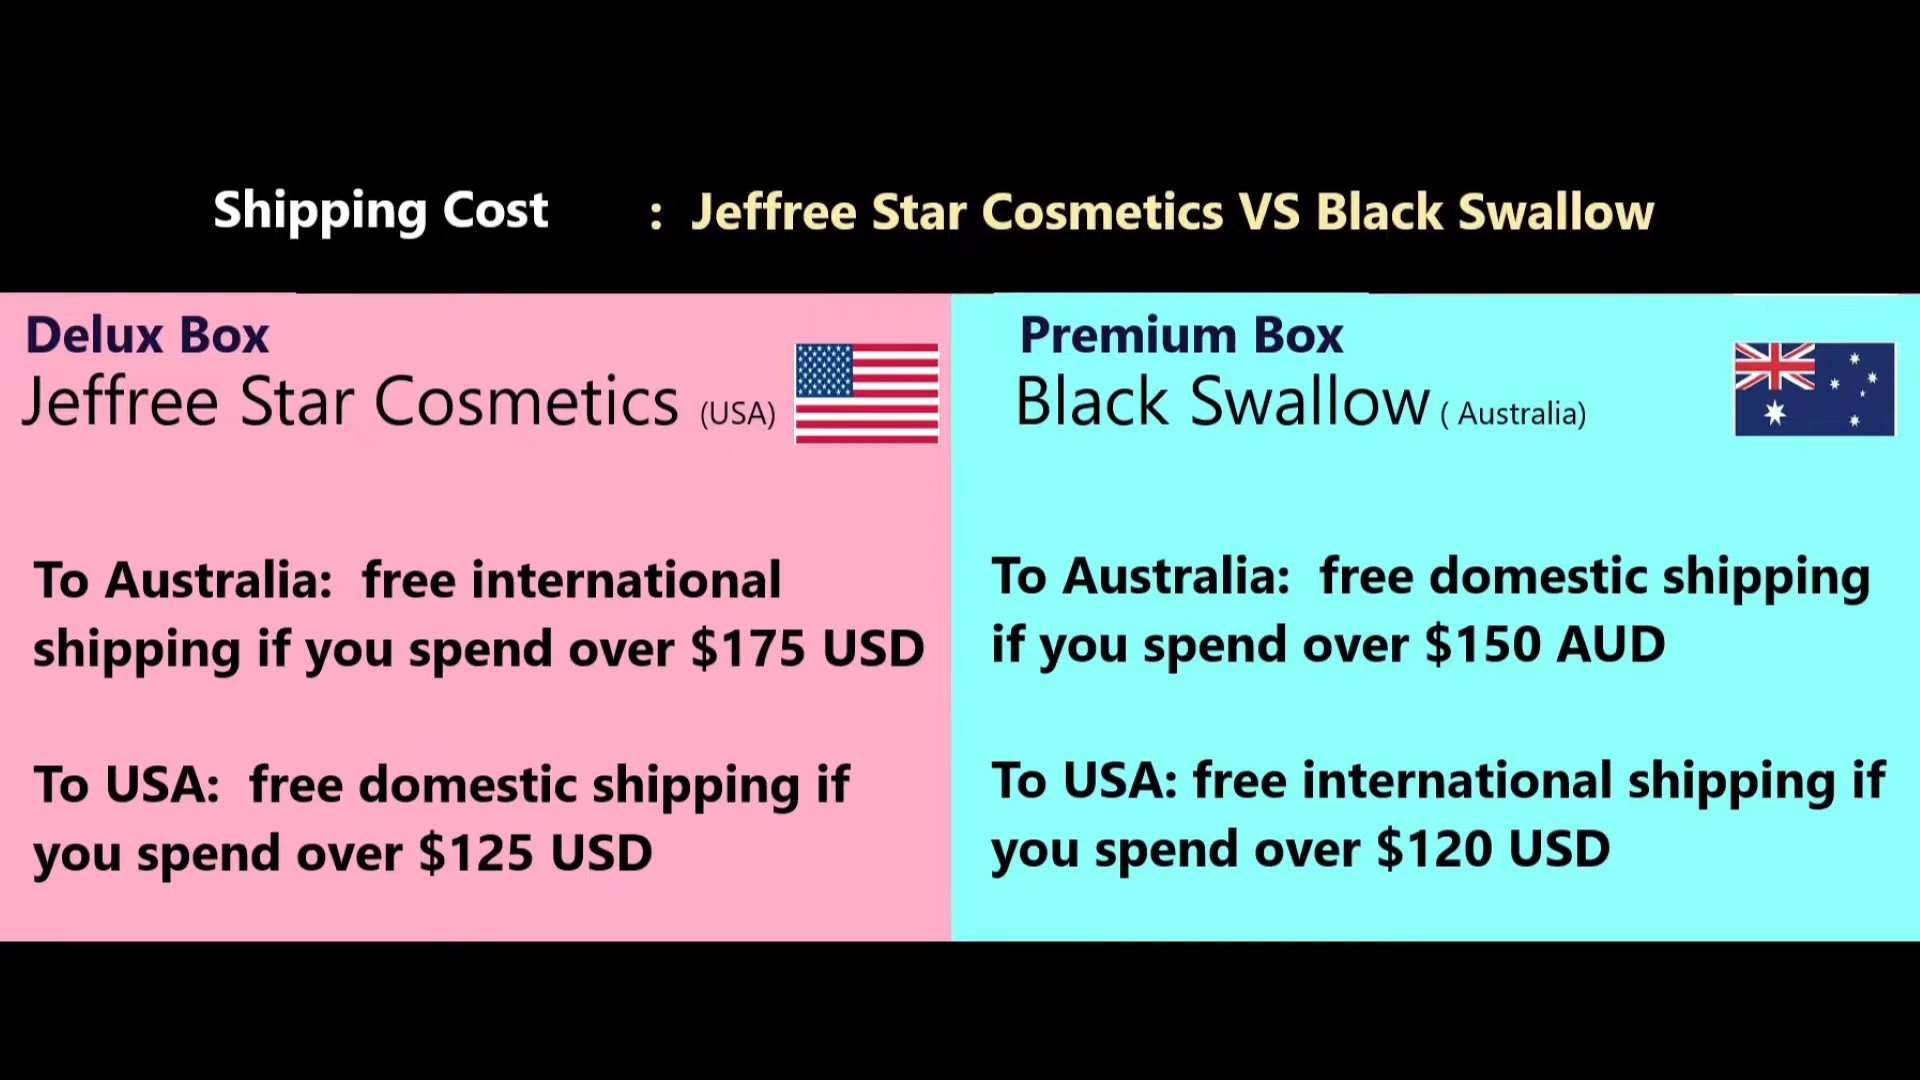 Shipping Cost : Jeffree Star Cosmetics VS Black Swallow
Delux Box
Jeffree Star Cosmetics (USA)
To Australia: free international
shipping if you spend over $175 USD
To USA: free domestic shipping if
you spend over $125 USD
Premium Box
Black Swallow ( Australia)
To Australia: free domestic shipping
if you spend over $150 AUD
To USA: free international shipping if
you spend over $120 USD